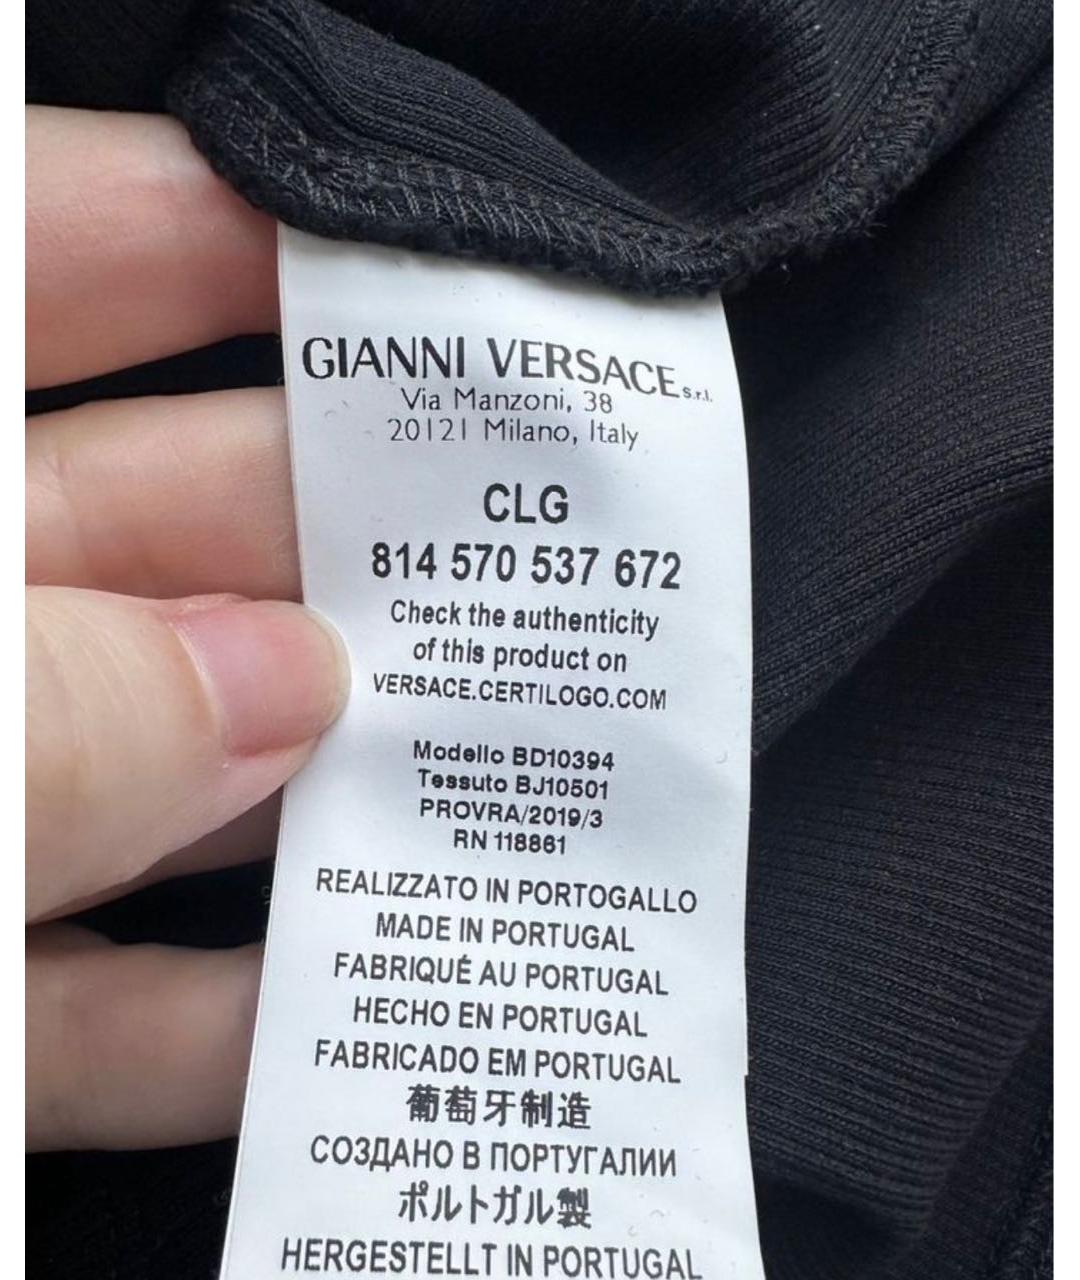 GIANNI VERSACE S.r.l.
Via Manzoni, 38
20121 Milano, Italy
CLG
814 570 537 672
Check the authenticity
of this product on
VERSACE.CERTILOGO.COM
Modello BD10394
Tessuto BJ10501
PROVRA/2019/3
RN 118861
REALIZZATO IN PORTOGALLO
MADE IN PORTUGAL
FABRIQUÉ AU PORTUGAL
HECHO EN PORTUGAL
FABRICADO EM PORTUGAL
葡萄牙制造
СОЗДАНО В ПОРТУГАЛИИ
ポルトガル製
HERGESTELLT IN PORTUGAL